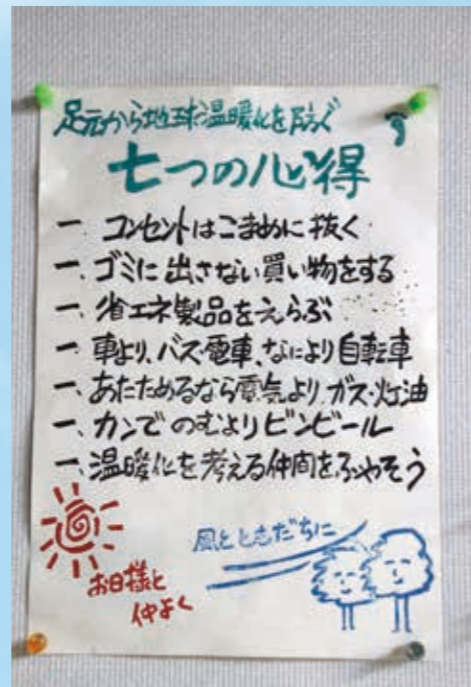 足元から地球温暖化を防ぐ
七つの心得
一、コンセントはこまめに抜く
一、ゴミに出さない買い物をする
一、省エネ製品をえらぶ
一、車より、バス・電車、なにより自転車
一、あたためるなら電気よりガス・灯油
一、カンでのむよりビンビール
一、温暖化を考える仲間をふやそう
風とともだちに
お日様と
仲よく